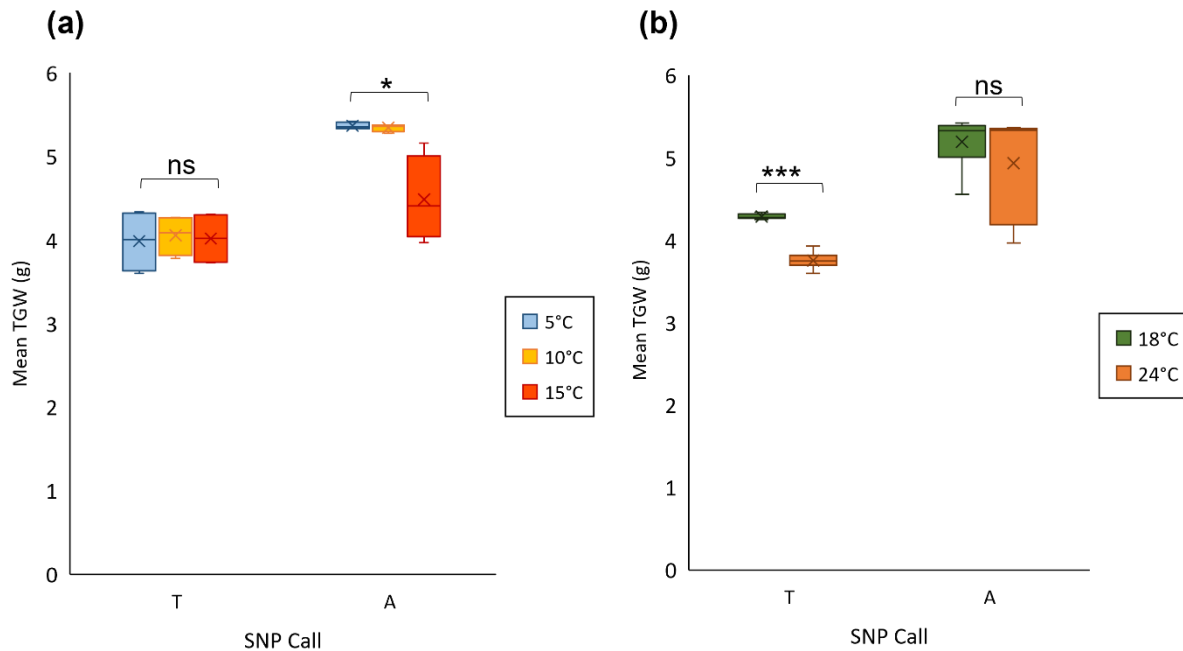 (a)
6
5
4
3
2
1
0
Mean TGW (g)
ns
*
T
A
SNP Call
5°C
10°C
15°C
(b)
6
5
4
3
2
1
0
Mean TGW (g)
***
ns
T
A
SNP Call
18°C
24°C